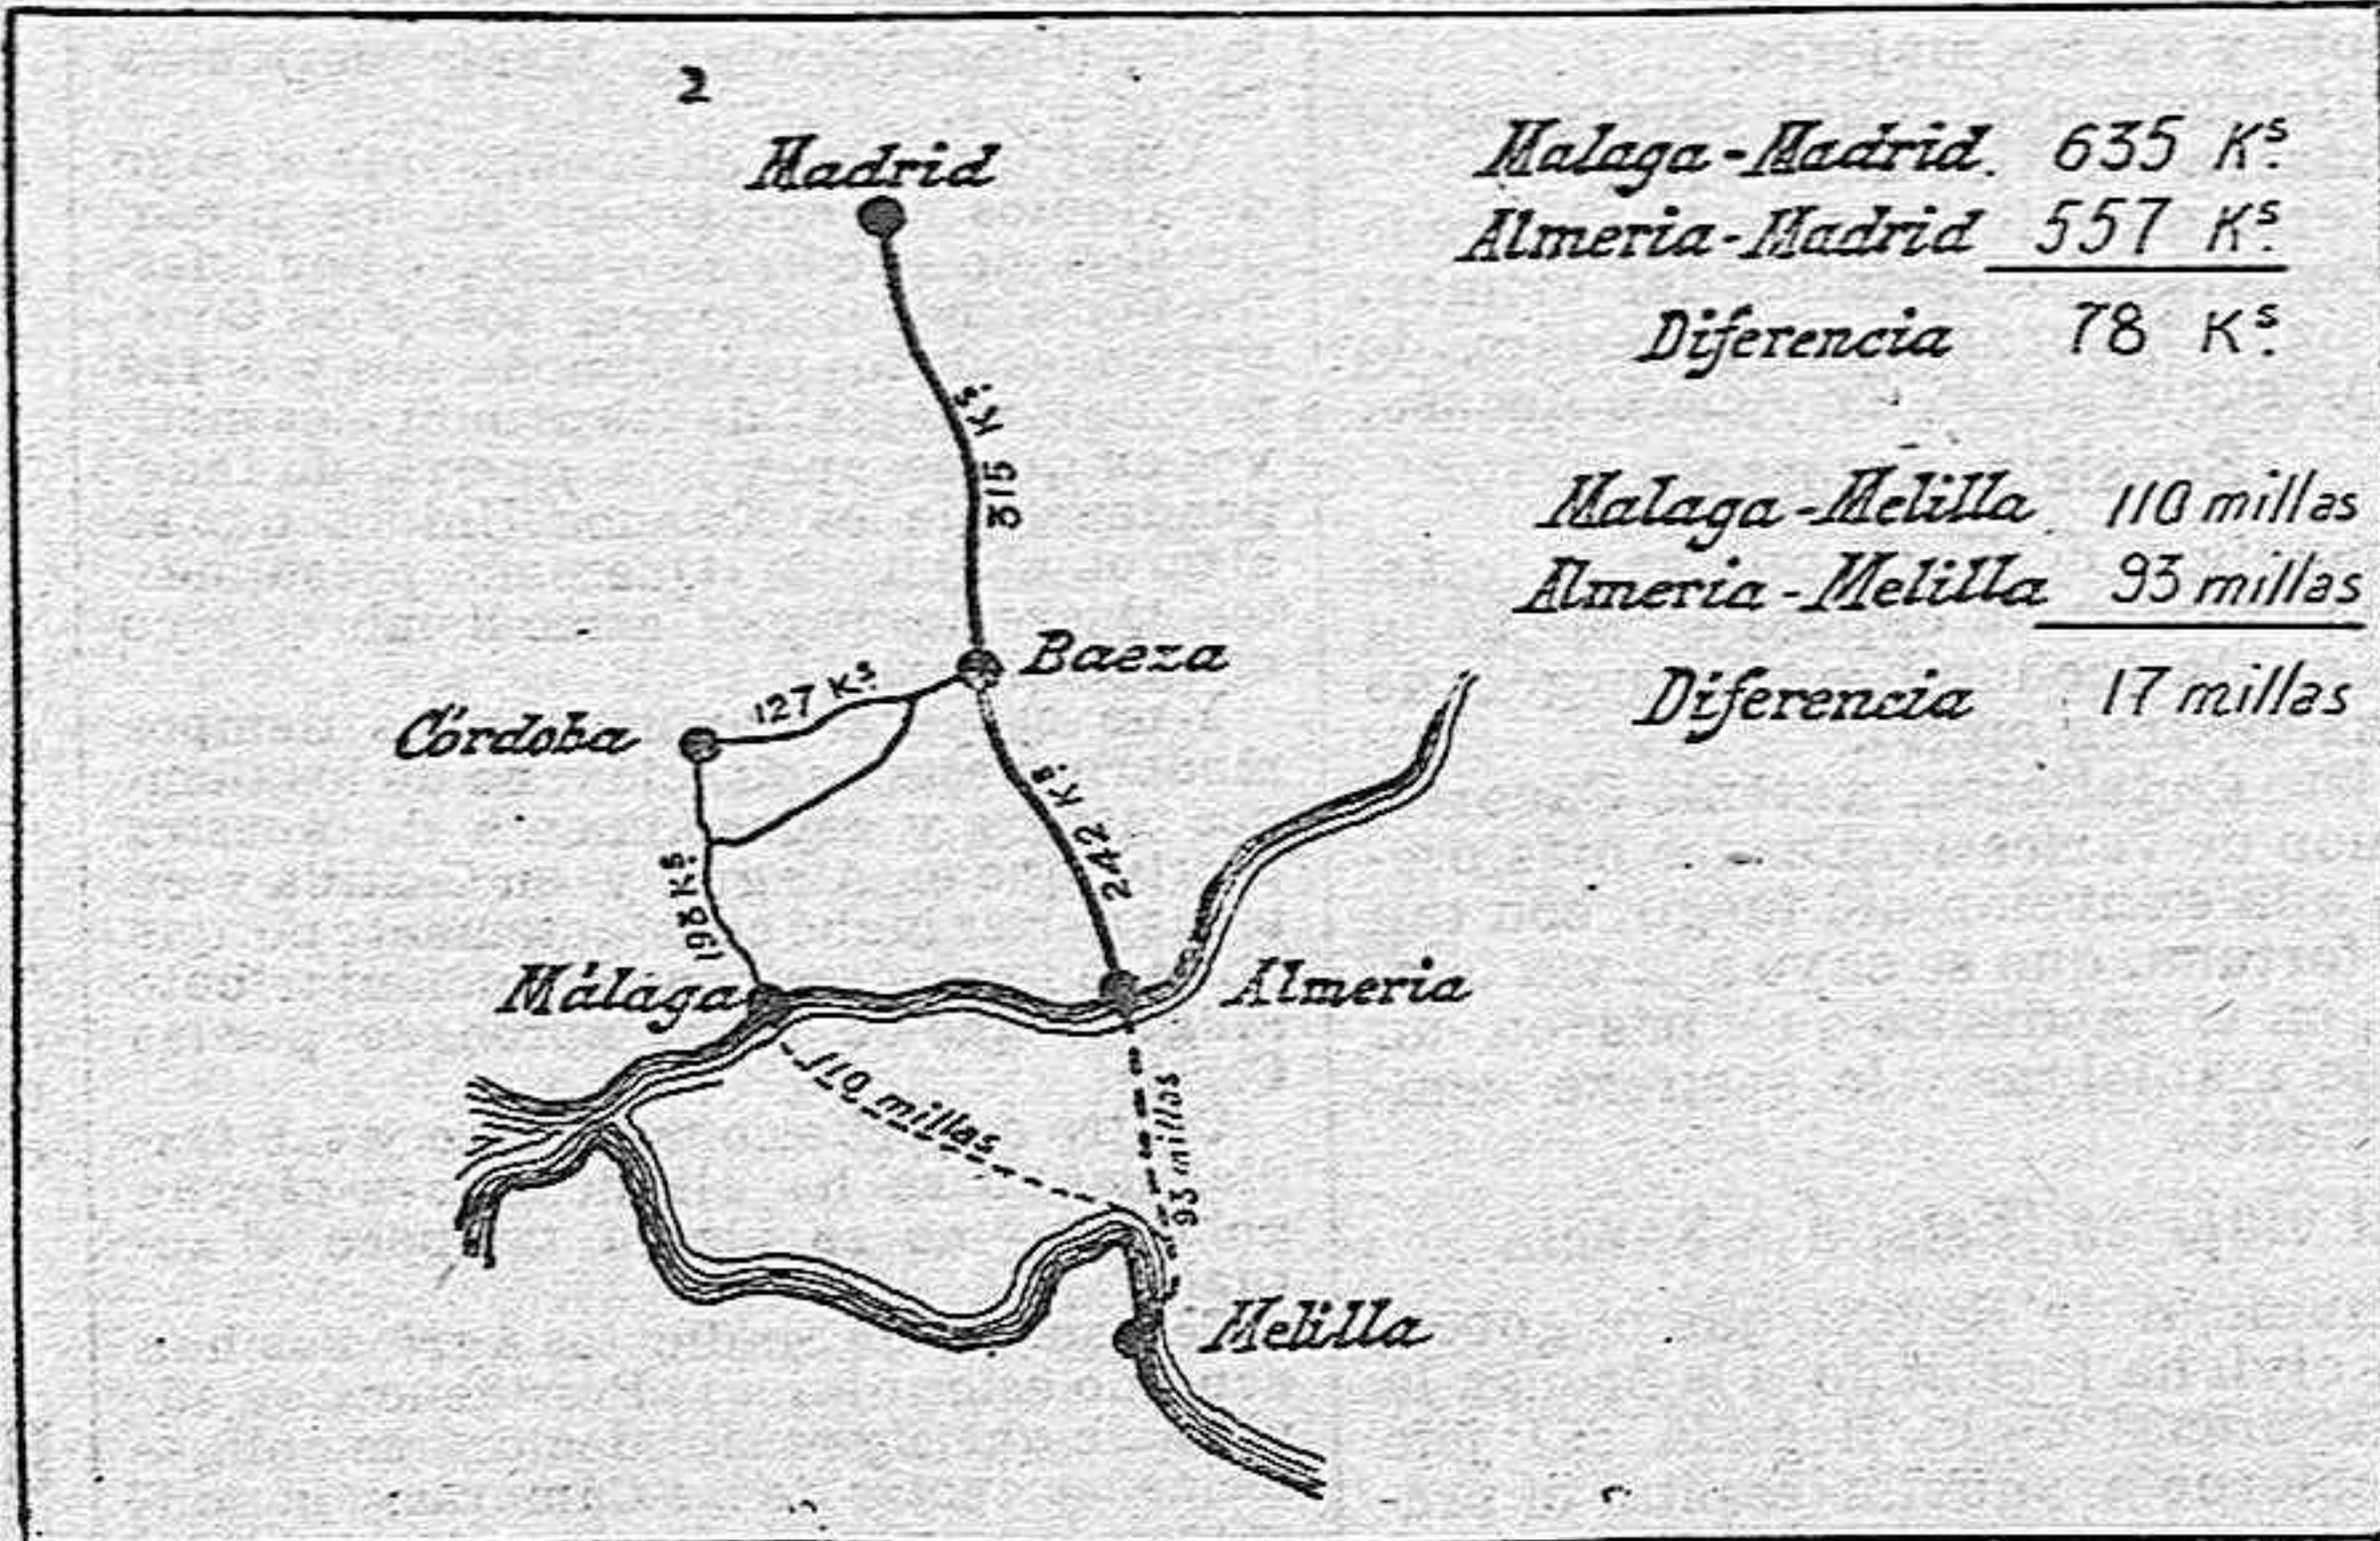 2
Madrid
315 Ks.
Baeza
127 Ks.
Córdoba
242 Ks.
193 Ks.
Málaga
Almeria
110 millas
93 millas
Melilla
Malaga-Madrid. 635 Ks.
Almeria-Madrid 557 Ks.
Diferencia 78 Ks.
Malaga-Melilla. 110 millas
Almeria-Melilla 93 millas
Diferencia 17 millas